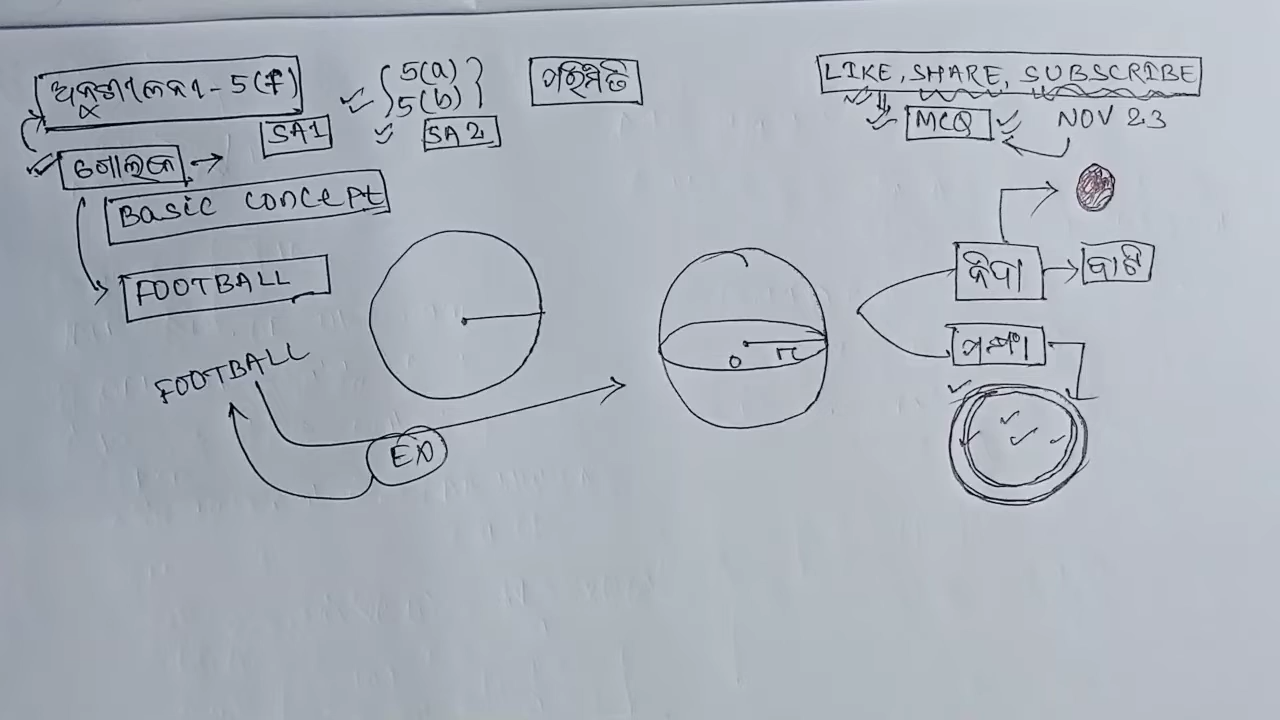 ଅନୁଶୀଳନୀ - 5(f)
5(a)
5(b)
ପରିମିତି
SA1
SA2
ଗୋଲକ
Basic concept
FOOTBALL
FOOTBALL
EX
O r
LIKE, SHARE, SUBSCRIBE
MCQ NOV 23
ନିଦା
ବାଟି
ଫମ୍ପା